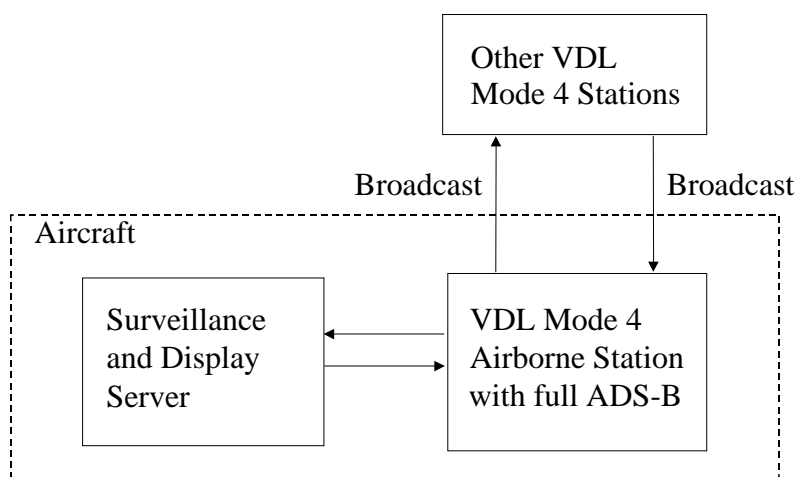 Other VDL
Mode 4 Stations
Broadcast
Broadcast
Aircraft
Surveillance
and Display
Server
VDL Mode 4
Airborne Station
with full ADS-B